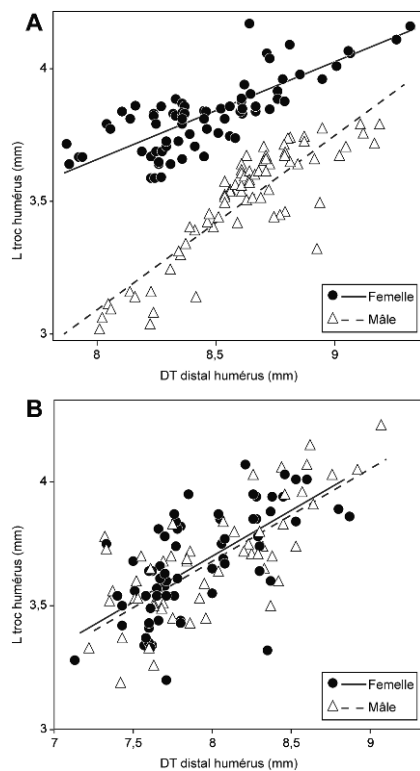 A
L troc humérus (mm)
4
3,5
3
8
8,5
9
DT distal humérus (mm)
Femelle
Mâle
B
L troc humérus (mm)
4
3,5
3
7
7,5
8
8,5
9
DT distal humérus (mm)
Femelle
Mâle